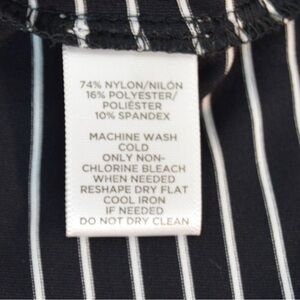 74% NYLON/NILÓN
16% POLYESTER/
POLIÉSTER
10% SPANDEX
MACHINE WASH
COLD
ONLY NON-
CHLORINE BLEACH
WHEN NEEDED
RESHAPE DRY FLAT
COOL IRON
IF NEEDED
DO NOT DRY CLEAN